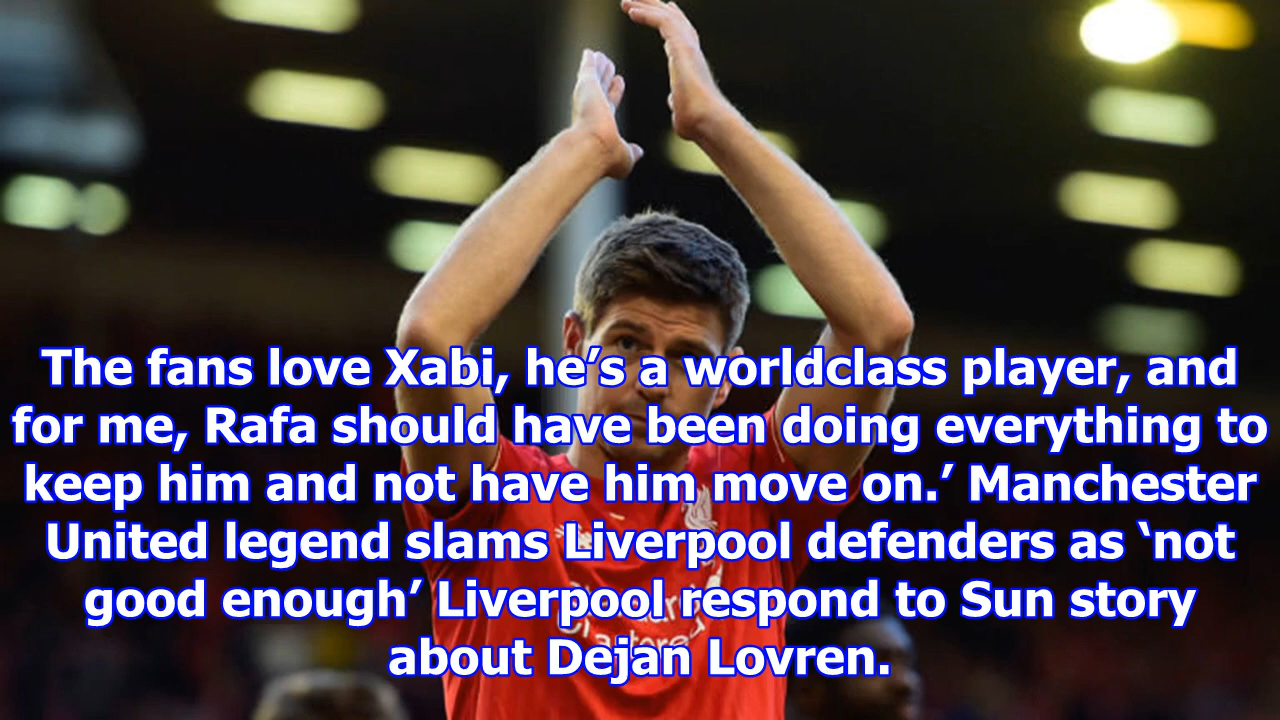 The fans love Xabi, he’s a worldclass player, and
for me, Rafa should have been doing everything to
keep him and not have him move on.’ Manchester
United legend slams Liverpool defenders as ‘not
good enough’ Liverpool respond to Sun story
about Dejan Lovren.